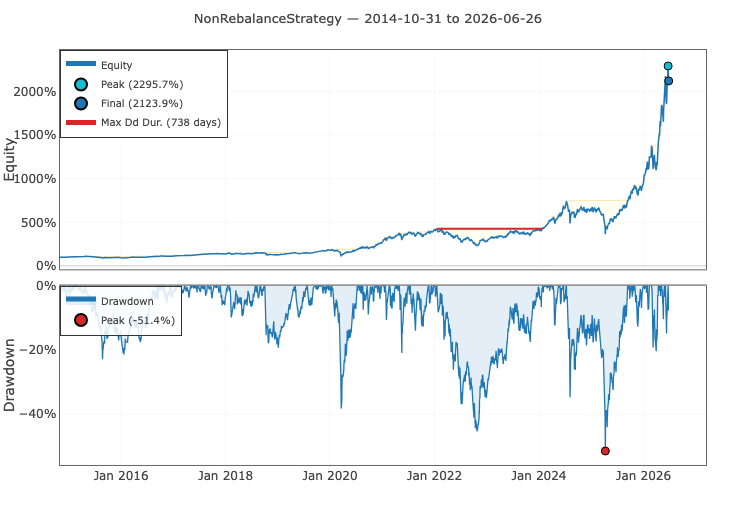 NonRebalanceStrategy — 2014-10-31 to 2026-06-26
Equity
Peak (2295.7%)
Final (2123.9%)
Max Dd Dur. (738 days)
2000%
1500%
1000%
500%
0%
Equity
0%
−20%
−40%
Drawdown
Drawdown
Peak (-51.4%)
Jan 2016
Jan 2018
Jan 2020
Jan 2022
Jan 2024
Jan 2026